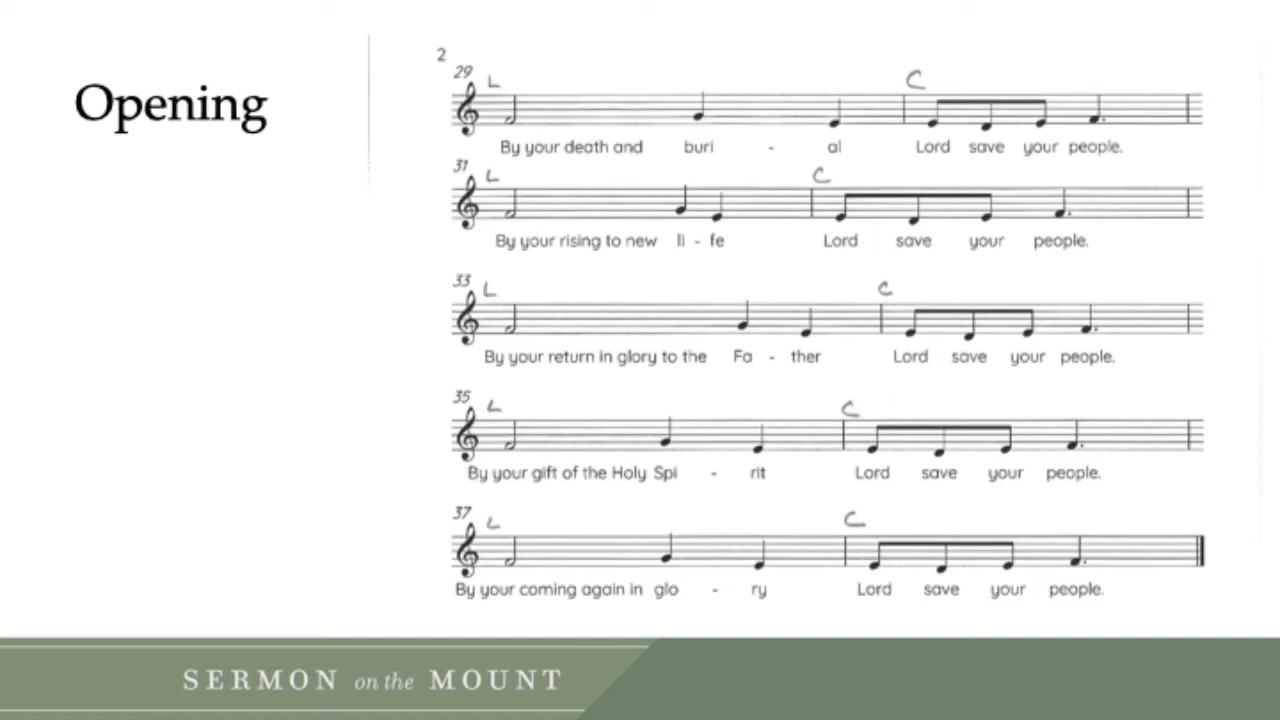 Opening
2
29
L C
By your death and buri - al Lord save your people.
31
L C
By your rising to new li - fe Lord save your people.
33
L C
By your return in glory to the Fa - ther Lord save your people.
35
L C
By your gift of the Holy Spi - rit Lord save your people.
37
L C
By your coming again in glo - ry Lord save your people.
SERMON on the MOUNT